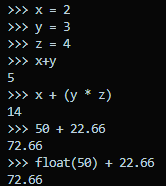 >>> x = 2
>>> y = 3
>>> z = 4
>>> x+y
5
>>> x + (y * z)
14
>>> 50 + 22.66
72.66
>>> float(50) + 22.66
72.66